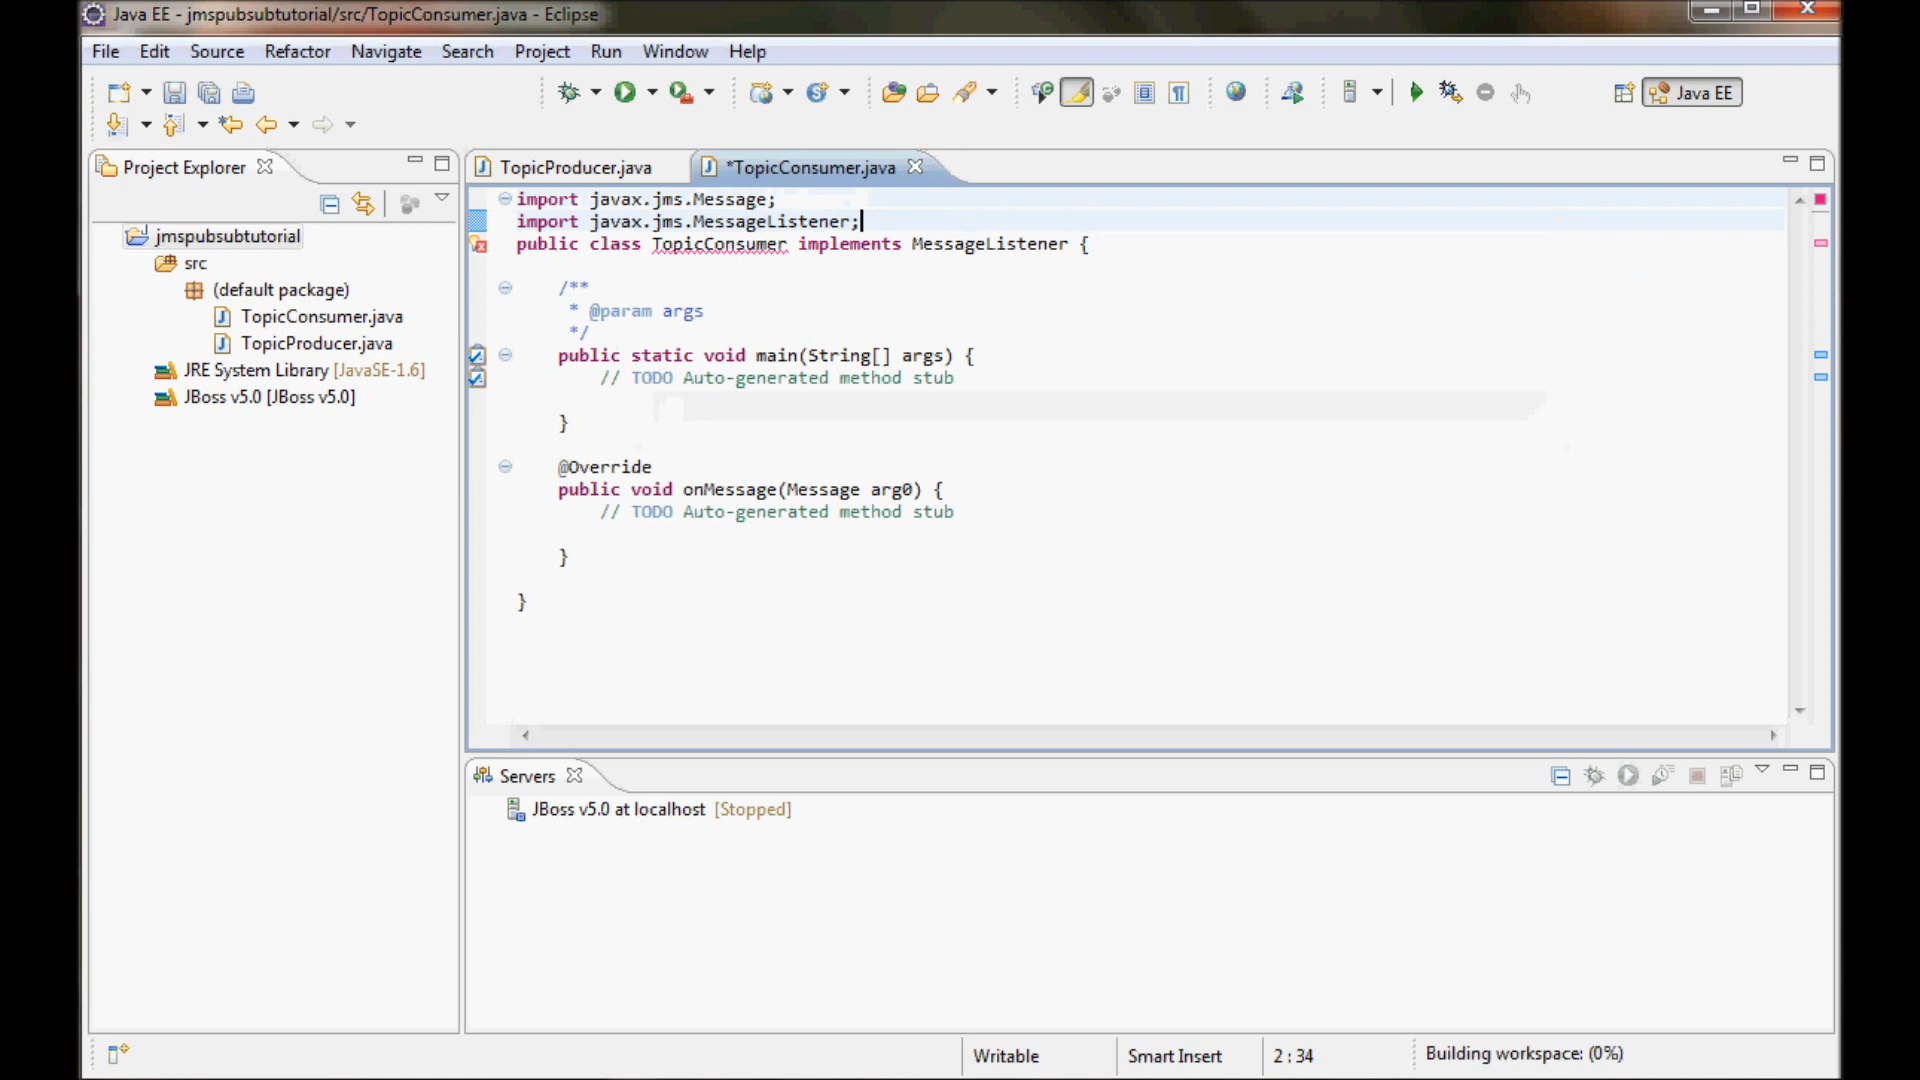 Java EE - jmspubsubtutorial/src/TopicConsumer.java - Eclipse
File Edit Source Refactor Navigate Search Project Run Window Help
Java EE
Project Explorer
jmspubsubtutorial
src
(default package)
TopicConsumer.java
TopicProducer.java
JRE System Library [JavaSE-1.6]
JBoss v5.0 [JBoss v5.0]
TopicProducer.java *TopicConsumer.java
import javax.jms.Message;
import javax.jms.MessageListener;
public class TopicConsumer implements MessageListener {
/**
* @param args
*/
public static void main(String[] args) {
// TODO Auto-generated method stub
}
@Override
public void onMessage(Message arg0) {
// TODO Auto-generated method stub
}
}
Servers
JBoss v5.0 at localhost [Stopped]
Writable Smart Insert 2 : 34 Building workspace: (0%)